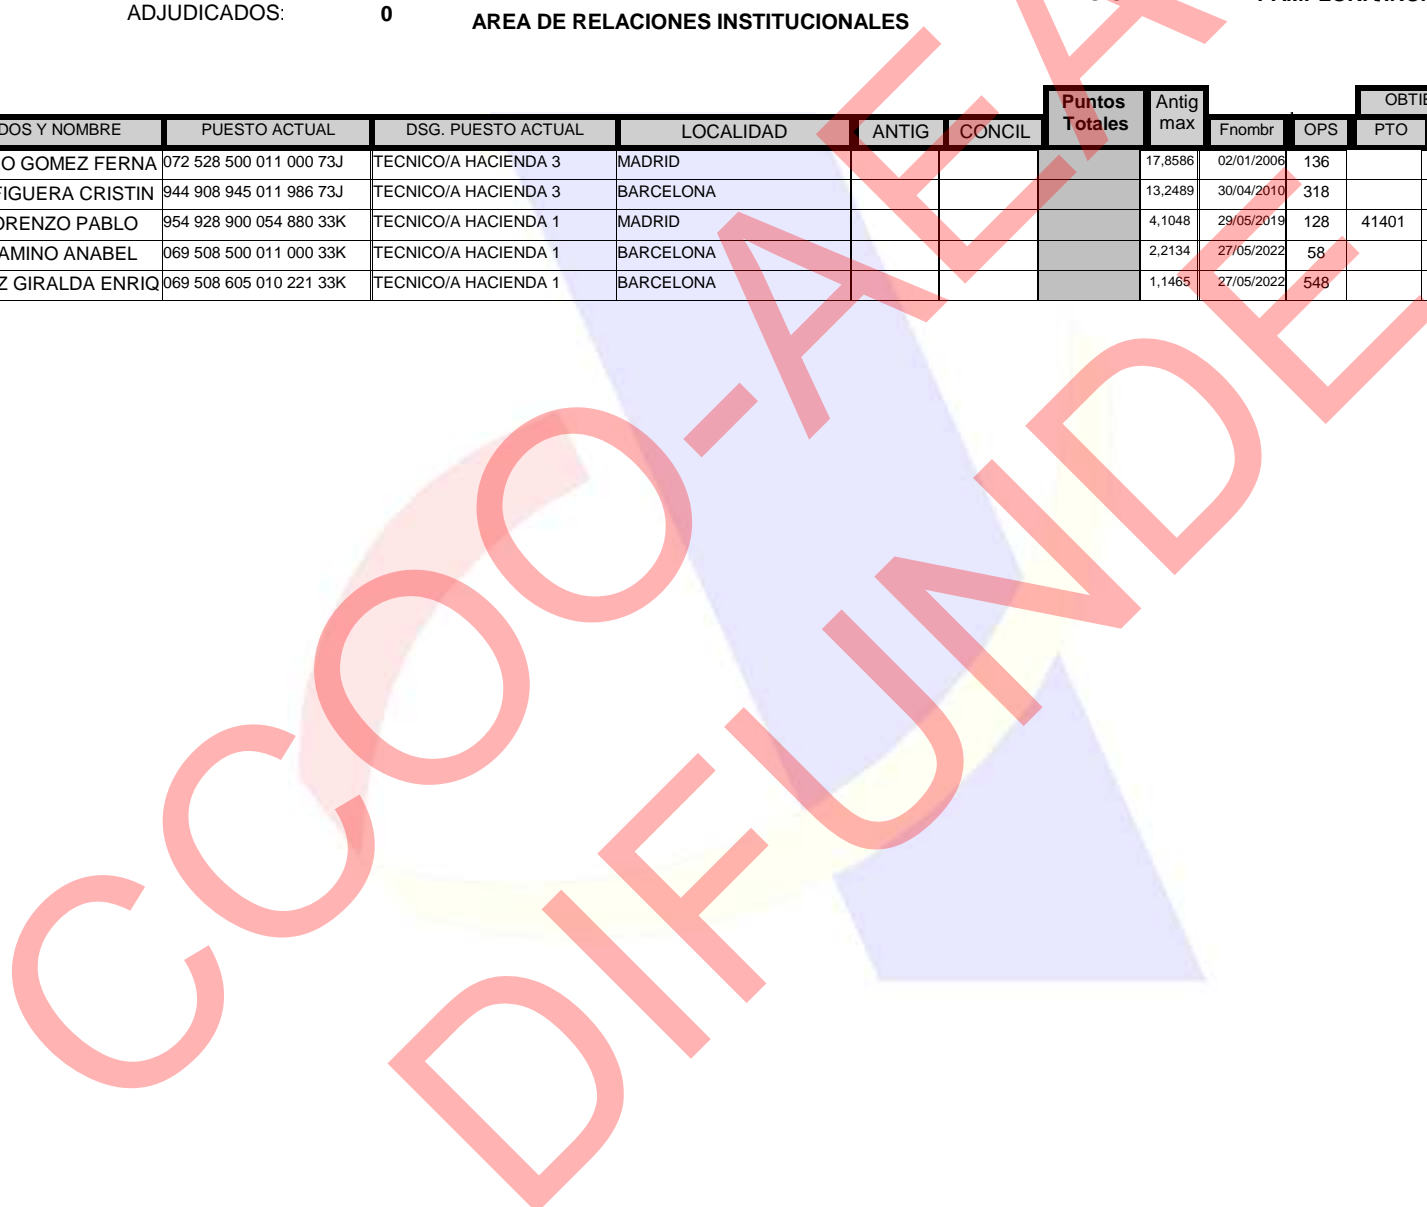 ADJUDICADOS: 0
AREA DE RELACIONES INSTITUCIONALES
DOS Y NOMBRE PUESTO ACTUAL DSG. PUESTO ACTUAL LOCALIDAD ANTIG CONCIL Puntos Totales Antig max Fnombr OPS OBTIE PTO
O GOMEZ FERNA 072 528 500 011 000 73J TECNICO/A HACIENDA 3 MADRID 17,8586 02/01/2006 136
FIGUERA CRISTIN 944 908 945 011 986 73J TECNICO/A HACIENDA 3 BARCELONA 13,2489 30/04/2010 318
ORENZO PABLO 954 928 900 054 880 33K TECNICO/A HACIENDA 1 MADRID 4,1048 29/05/2019 128 41401
AMINO ANABEL 069 508 500 011 000 33K TECNICO/A HACIENDA 1 BARCELONA 2,2134 27/05/2022 58
Z GIRALDA ENRIQ 069 508 605 010 221 33K TECNICO/A HACIENDA 1 BARCELONA 1,1465 27/05/2022 548
CCOO-AEA
DIFUNDE